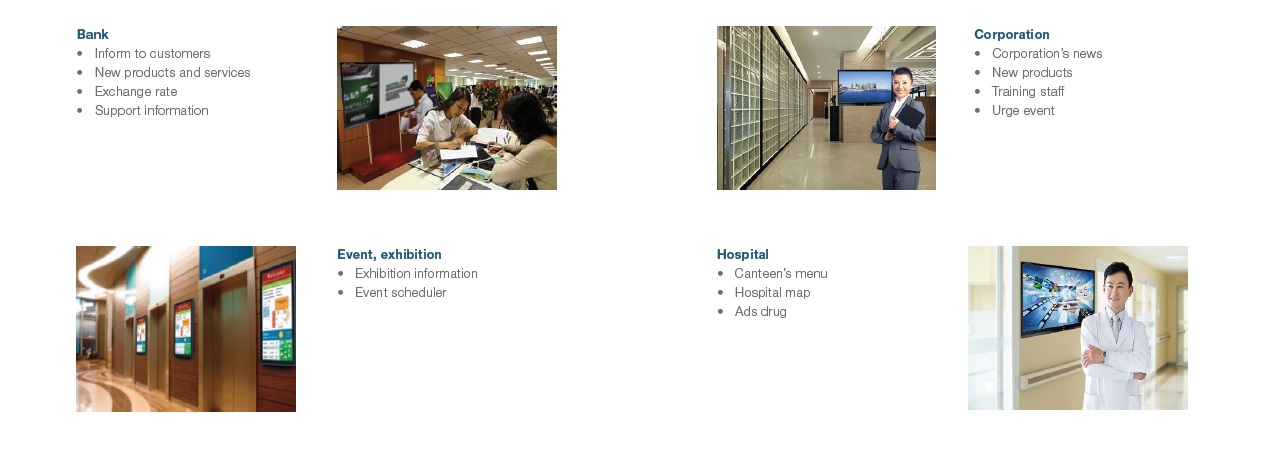 Bank
• Inform to customers
• New products and services
• Exchange rate
• Support information
Corporation
• Corporation's news
• New products
• Training staff
• Urge event
Event, exhibition
• Exhibition information
• Event scheduler
Hospital
• Canteen's menu
• Hospital map
• Ads drug